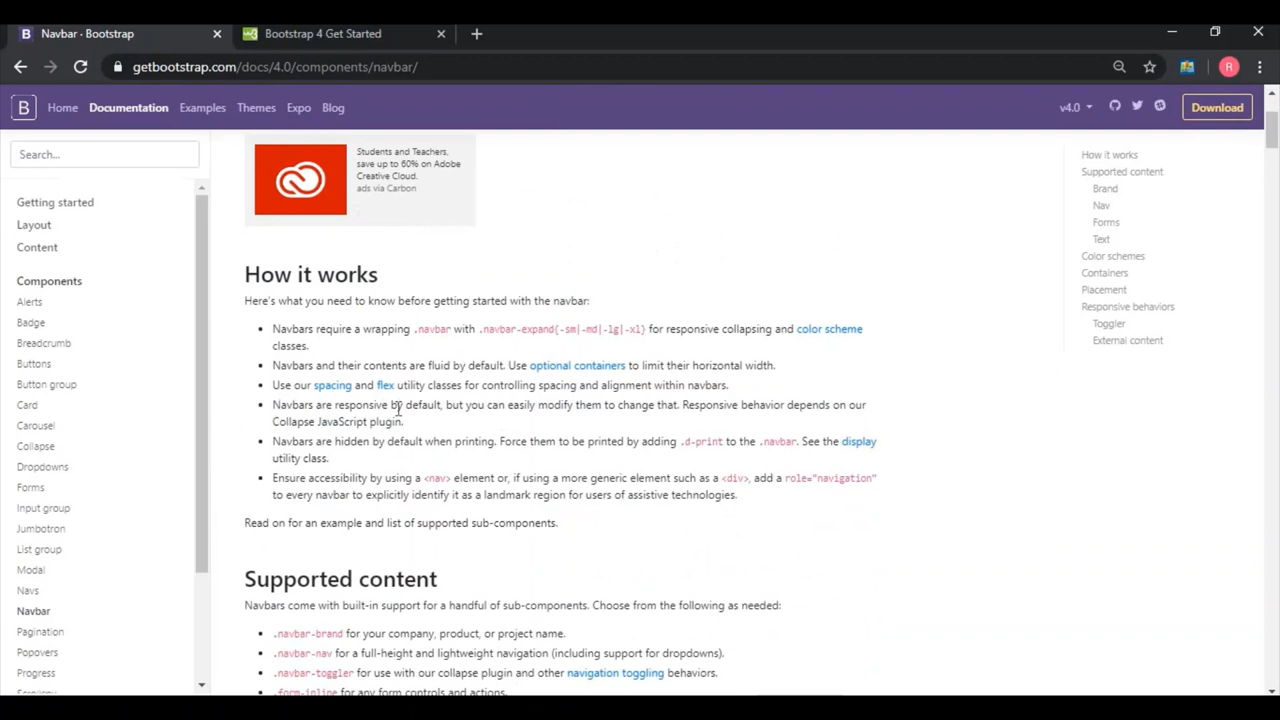 Navbar · Bootstrap
Bootstrap 4 Get Started
getbootstrap.com/docs/4.0/components/navbar/
R
B
Home
Documentation
Examples
Themes
Expo
Blog
v4.0
Download
Search...
Getting started
Layout
Content
Components
Alerts
Badge
Breadcrumb
Buttons
Button group
Card
Carousel
Collapse
Dropdowns
Forms
Input group
Jumbotron
List group
Modal
Navs
Navbar
Pagination
Popovers
Progress
Students and Teachers,
save up to 60% on Adobe
Creative Cloud.
ads via Carbon
How it works
Here's what you need to know before getting started with the navbar:
Navbars require a wrapping .navbar with .navbar-expand{-sm|-md|-lg|-xl} for responsive collapsing and color scheme
classes.
Navbars and their contents are fluid by default. Use optional containers to limit their horizontal width.
Use our spacing and flex utility classes for controlling spacing and alignment within navbars.
Navbars are responsive by default, but you can easily modify them to change that. Responsive behavior depends on our
Collapse JavaScript plugin.
Navbars are hidden by default when printing. Force them to be printed by adding .d-print to the .navbar. See the display
utility class.
Ensure accessibility by using a <nav> element or, if using a more generic element such as a <div>, add a role="navigation"
to every navbar to explicitly identify it as a landmark region for users of assistive technologies.
Read on for an example and list of supported sub-components.
Supported content
Navbars come with built-in support for a handful of sub-components. Choose from the following as needed:
.navbar-brand for your company, product, or project name.
.navbar-nav for a full-height and lightweight navigation (including support for dropdowns).
.navbar-toggler for use with our collapse plugin and other navigation toggling behaviors.
.form-inline for any form controls and actions.
How it works
Supported content
Brand
Nav
Forms
Text
Color schemes
Containers
Placement
Responsive behaviors
Toggler
External content